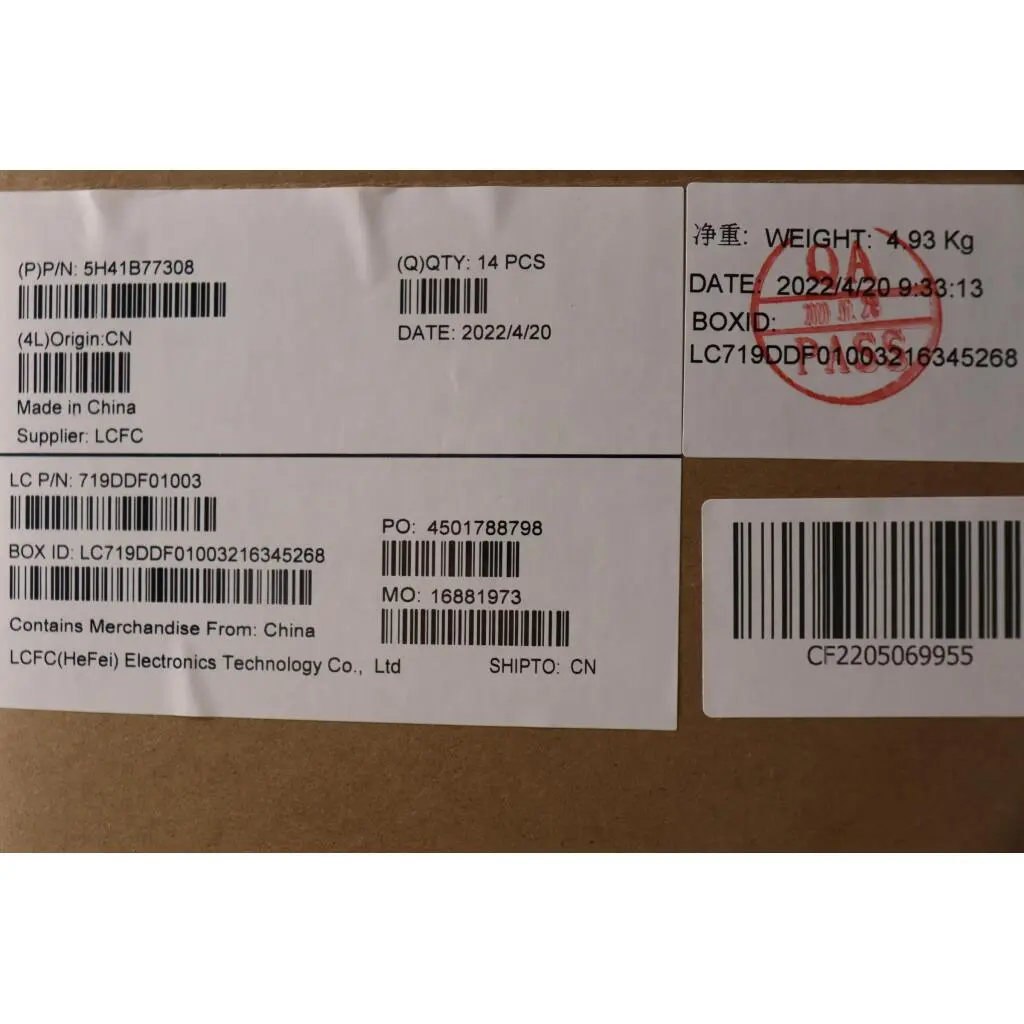 (P)P/N: 5H41B77308
(Q)QTY: 14 PCS
(4L)Origin:CN
DATE: 2022/4/20
Made in China
Supplier: LCFC
LC P/N: 719DDF01003
BOX ID: LC719DDF01003216345268
PO: 4501788798
MO: 16881973
Contains Merchandise From: China
LCFC(HeFei) Electronics Technology Co., Ltd
SHIPTO: CN
净重: WEIGHT: 4.93 Kg
DATE: 2022/4/20 9:33:13
BOXID:
LC719DDF01003216345268
QA
PASS
CF2205069955